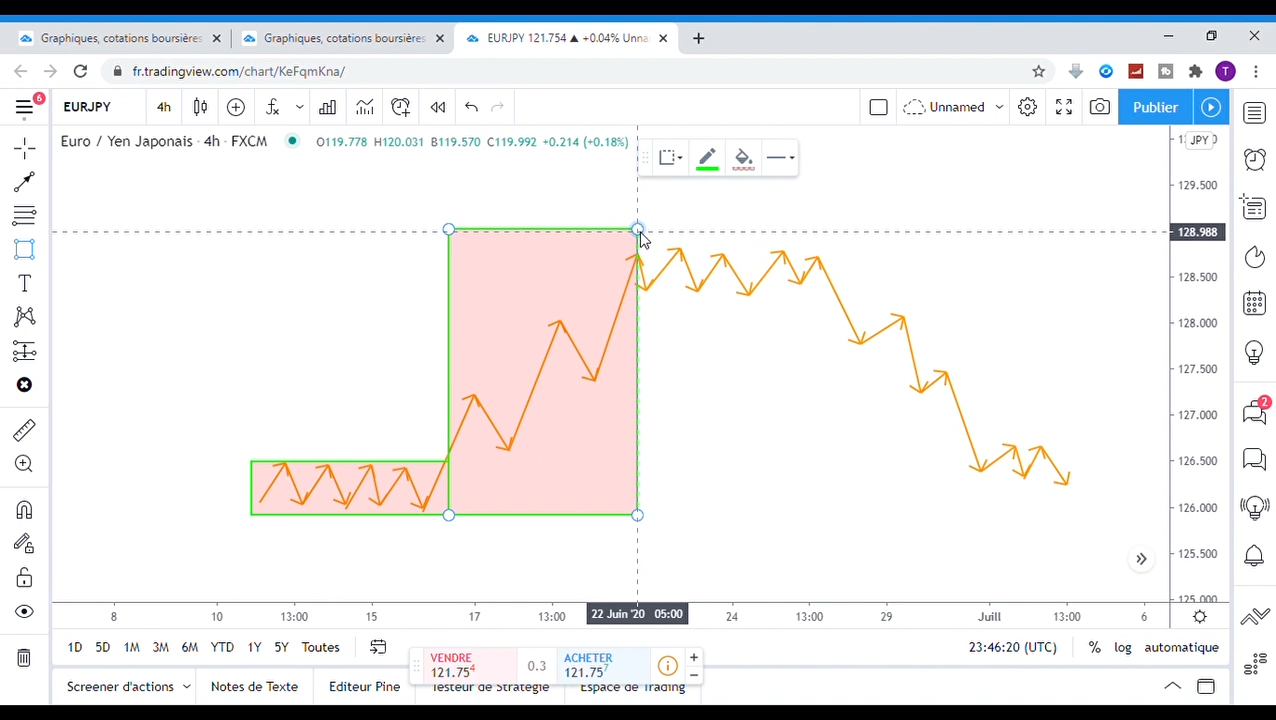 Graphiques, cotations boursières
Graphiques, cotations boursières
EURJPY 121.754 ▲ +0.04% Unna
fr.tradingview.com/chart/KeFqmKna/
T
6
EURJPY
4h
Unnamed
Publier
Euro / Yen Japonais · 4h · FXCM
O119.778 H120.031 B119.570 C119.992 +0.214 (+0.18%)
JPY
129.500
128.988
128.500
128.000
127.500
127.000
126.500
126.000
125.500
125.000
2
8
10
13:00
15
17
13:00
22 Juin '20 05:00
24
13:00
29
Juill
13:00
6
1D 5D 1M 3M 6M YTD 1Y 5Y Toutes
23:46:20 (UTC) % log automatique
VENDRE
121.754
0.3
ACHETER
121.757
Screener d'actions
Notes de Texte
Editeur Pine
Testeur de Stratégie
Espace de Trading